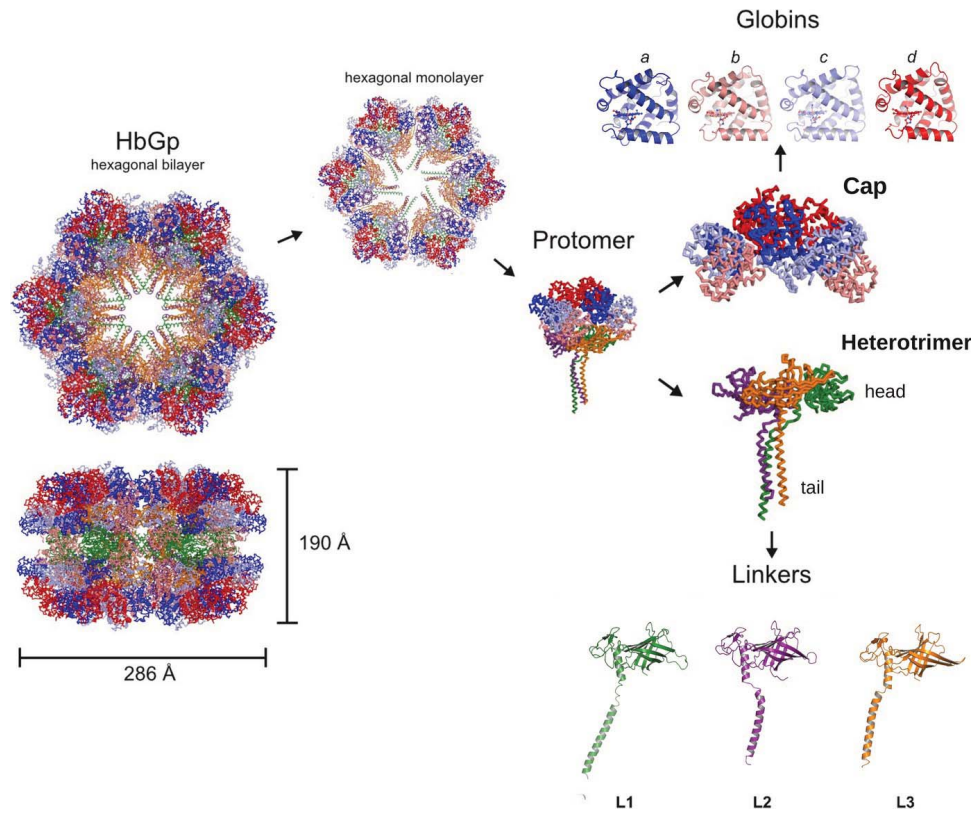 Globins
a b c d
hexagonal monolayer
HbGp
hexagonal bilayer
Cap
Protomer
Heterotrimer
head
tail
190 Å
286 Å
Linkers
L1 L2 L3